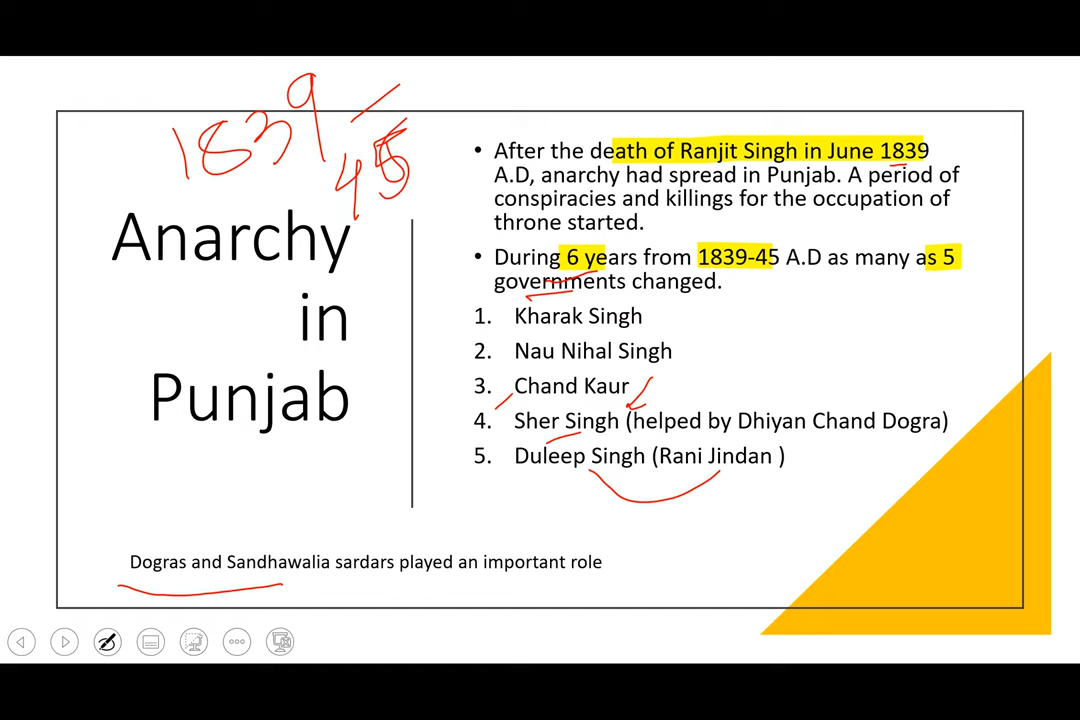 1839-
45
Anarchy
in
Punjab
• After the death of Ranjit Singh in June 1839
A.D, anarchy had spread in Punjab. A period of
conspiracies and killings for the occupation of
throne started.
• During 6 years from 1839-45 A.D as many as 5
governments changed.
1. Kharak Singh
2. Nau Nihal Singh
3. Chand Kaur
4. Sher Singh (helped by Dhiyan Chand Dogra)
5. Duleep Singh (Rani Jindan )
Dogras and Sandhawalia sardars played an important role